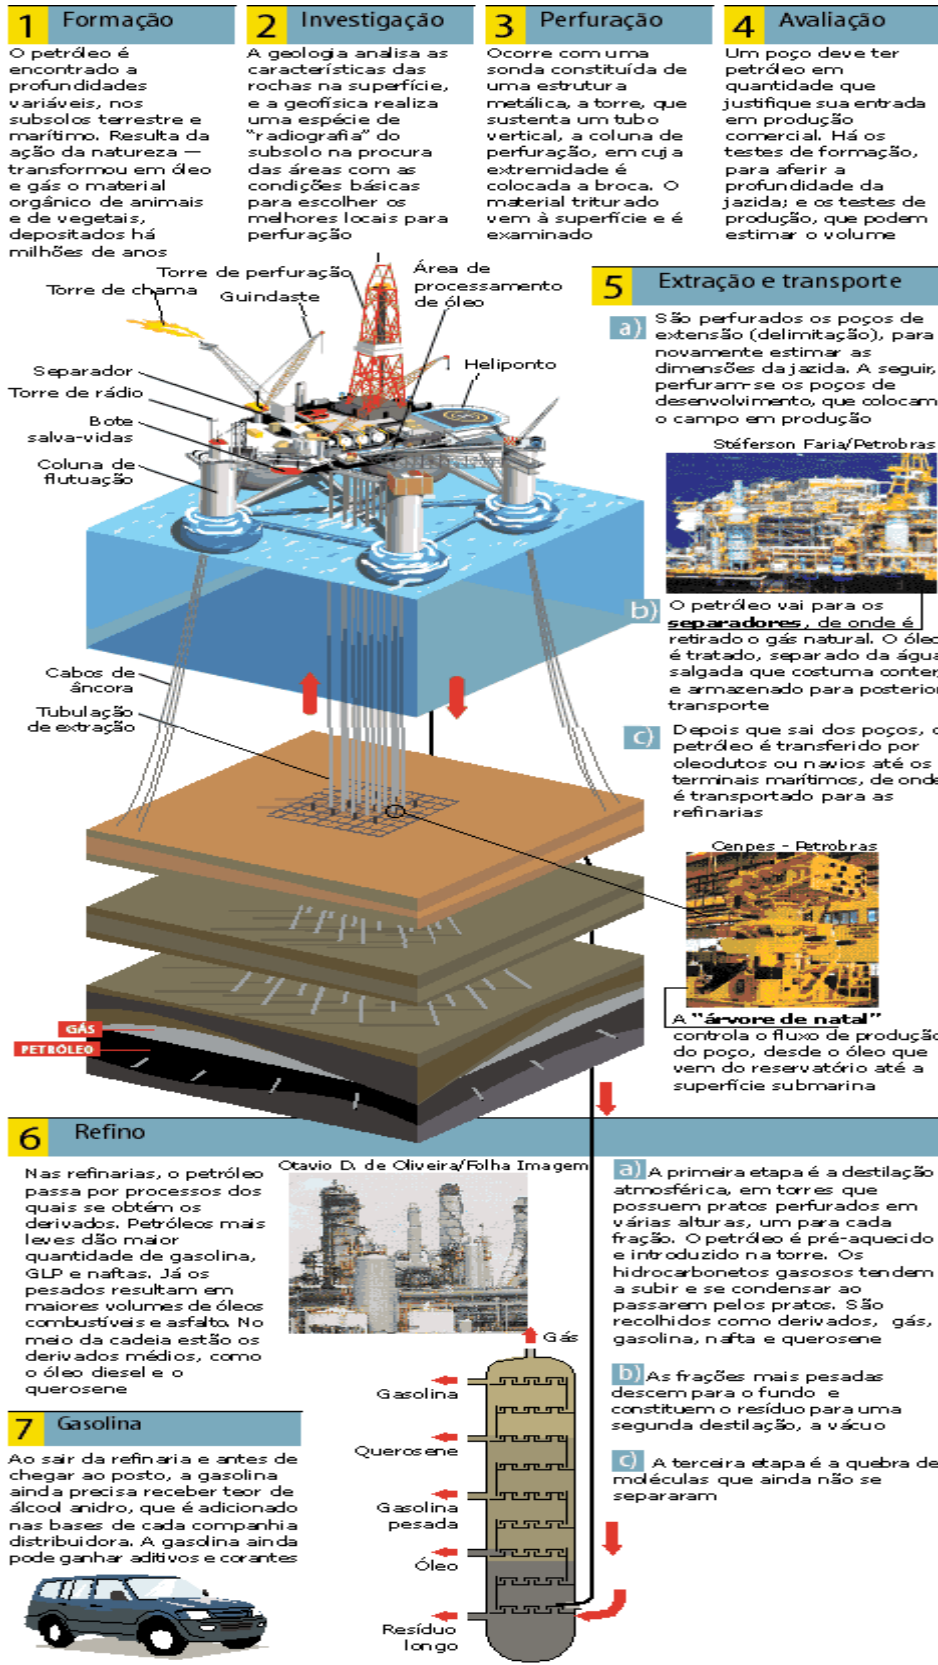 1 Formação
O petróleo é
encontrado a
profundidades
variáveis, nos
subsolos terrestre e
marítimo. Resulta da
ação da natureza —
transformou em óleo
e gás o material
orgânico de animais
e de vegetais,
depositados há
milhões de anos
2 Investigação
A geologia analisa as
características das
rochas na superfície,
e a geofísica realiza
uma espécie de
"radiografia" do
subsolo na procura
das áreas com as
condições básicas
para escolher os
melhores locais para
perfuração
3 Perfuração
Ocorre com uma
sonda constituída de
uma estrutura
metálica, a torre, que
sustenta um tubo
vertical, a coluna de
perfuração, em cuja
extremidade é
colocada a broca. O
material triturado
vem à superfície e é
examinado
4 Avaliação
Um poço deve ter
petróleo em
quantidade que
justifique sua entrada
em produção
comercial. Há os
testes de formação,
para aferir a
profundidade da
jazida; e os testes de
produção, que podem
estimar o volume
Torre de perfuração
Torre de chama
Guindaste
Área de
processamento
de óleo
Heliponto
Separador
Torre de rádio
Bote
salva-vidas
Coluna de
flutuação
Cabos de
âncora
Tubulação
de extração
GÁS
PETRÓLEO
5 Extração e transporte
a) São perfurados os poços de
extensão (delimitação), para
novamente estimar as
dimensões da jazida. A seguir,
perfuram-se os poços de
desenvolvimento, que colocam
o campo em produção
Stéferson Faria/Petrobras
b) O petróleo vai para os
separadores, de onde é
retirado o gás natural. O óleo
é tratado, separado da água
salgada que costuma conter,
e armazenado para posterior
transporte
c) Depois que sai dos poços, o
petróleo é transferido por
oleodutos ou navios até os
terminais marítimos, de onde
é transportado para as
refinarias
Cenpes - Petrobras
A "árvore de natal"
controla o fluxo de produção
do poço, desde o óleo que
vem do reservatório até a
superfície submarina
6 Refino
Nas refinarias, o petróleo
passa por processos dos
quais se obtém os
derivados. Petróleos mais
leves dão maior
quantidade de gasolina,
GLP e naftas. Já os
pesados resultam em
maiores volumes de óleos
combustíveis e asfalto. No
meio da cadeia estão os
derivados médios, como
o óleo diesel e o
querosene
Otavio D. de Oliveira/Folha Imagem
a) A primeira etapa é a destilação
atmosférica, em torres que
possuem pratos perfurados em
várias alturas, um para cada
fração. O petróleo é pré-aquecido
e introduzido na torre. Os
hidrocarbonetos gasosos tendem
a subir e se condensar ao
passarem pelos pratos. São
recolhidos como derivados, gás,
gasolina, nafta e querosene
b) As frações mais pesadas
descem para o fundo e
constituem o resíduo para uma
segunda destilação, a vácuo
c) A terceira etapa é a quebra de
moléculas que ainda não se
separaram
Gás
Gasolina
Querosene
Gasolina
pesada
Óleo
Resíduo
longo
7 Gasolina
Ao sair da refinaria e antes de
chegar ao posto, a gasolina
ainda precisa receber teor de
álcool anidro, que é adicionado
nas bases de cada companhia
distribuidora. A gasolina ainda
pode ganhar aditivos e corantes